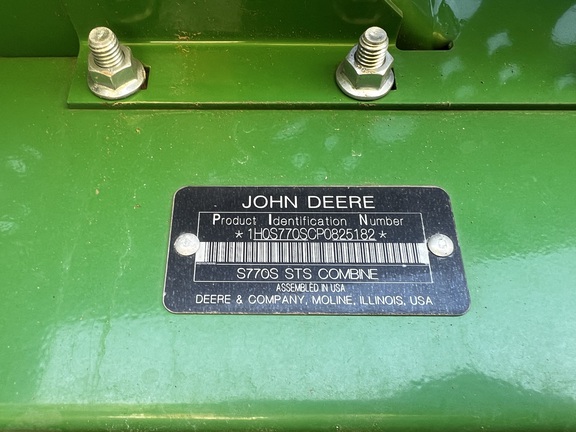 JOHN DEERE
Product Identification Number
*1H0S770SCP0825182*
S770S STS COMBINE
ASSEMBLED IN USA
DEERE & COMPANY, MOLINE, ILLINOIS, USA